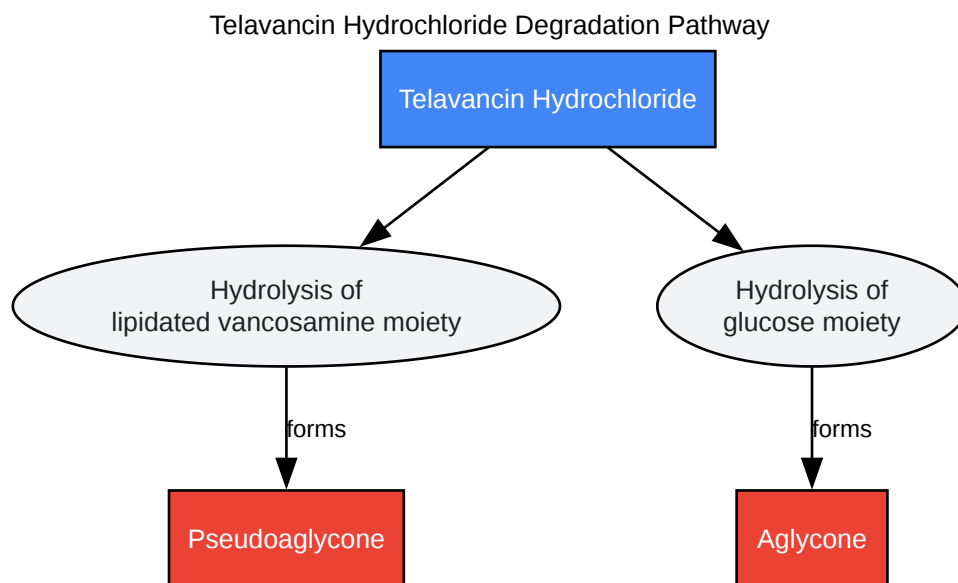 Telavancin Hydrochloride Degradation Pathway
Telavancin Hydrochloride
Hydrolysis of
lipidated vancosamine moiety
Hydrolysis of
glucose moiety
forms
forms
Pseudoaglycone
Aglycone